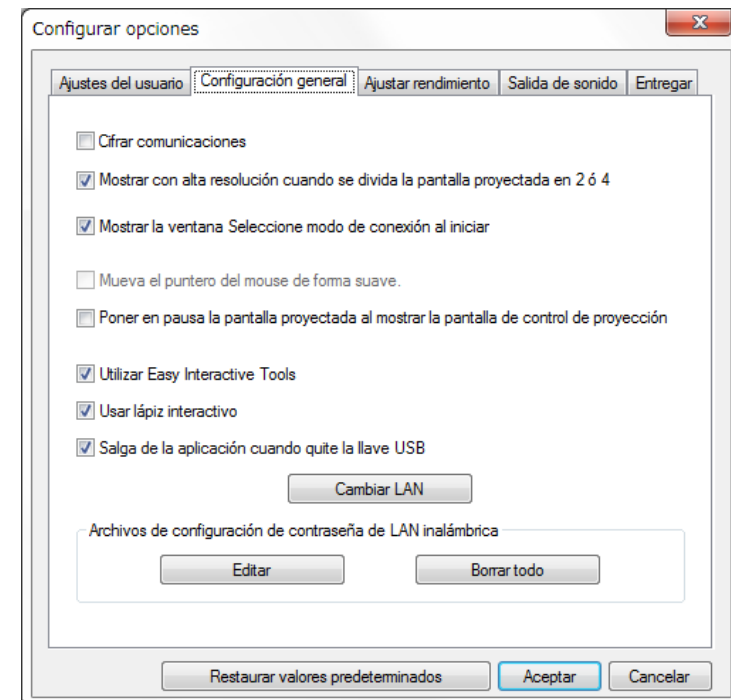 Configurar opciones
Ajustes del usuario Configuración general Ajustar rendimiento Salida de sonido Entregar
Cifrar comunicaciones
Mostrar con alta resolución cuando se divida la pantalla proyectada en 2 ó 4
Mostrar la ventana Seleccione modo de conexión al iniciar
Mueva el puntero del mouse de forma suave.
Poner en pausa la pantalla proyectada al mostrar la pantalla de control de proyección
Utilizar Easy Interactive Tools
Usar lápiz interactivo
Salga de la aplicación cuando quite la llave USB
Cambiar LAN
Archivos de configuración de contraseña de LAN inalámbrica
Editar Borrar todo
Restaurar valores predeterminados Aceptar Cancelar